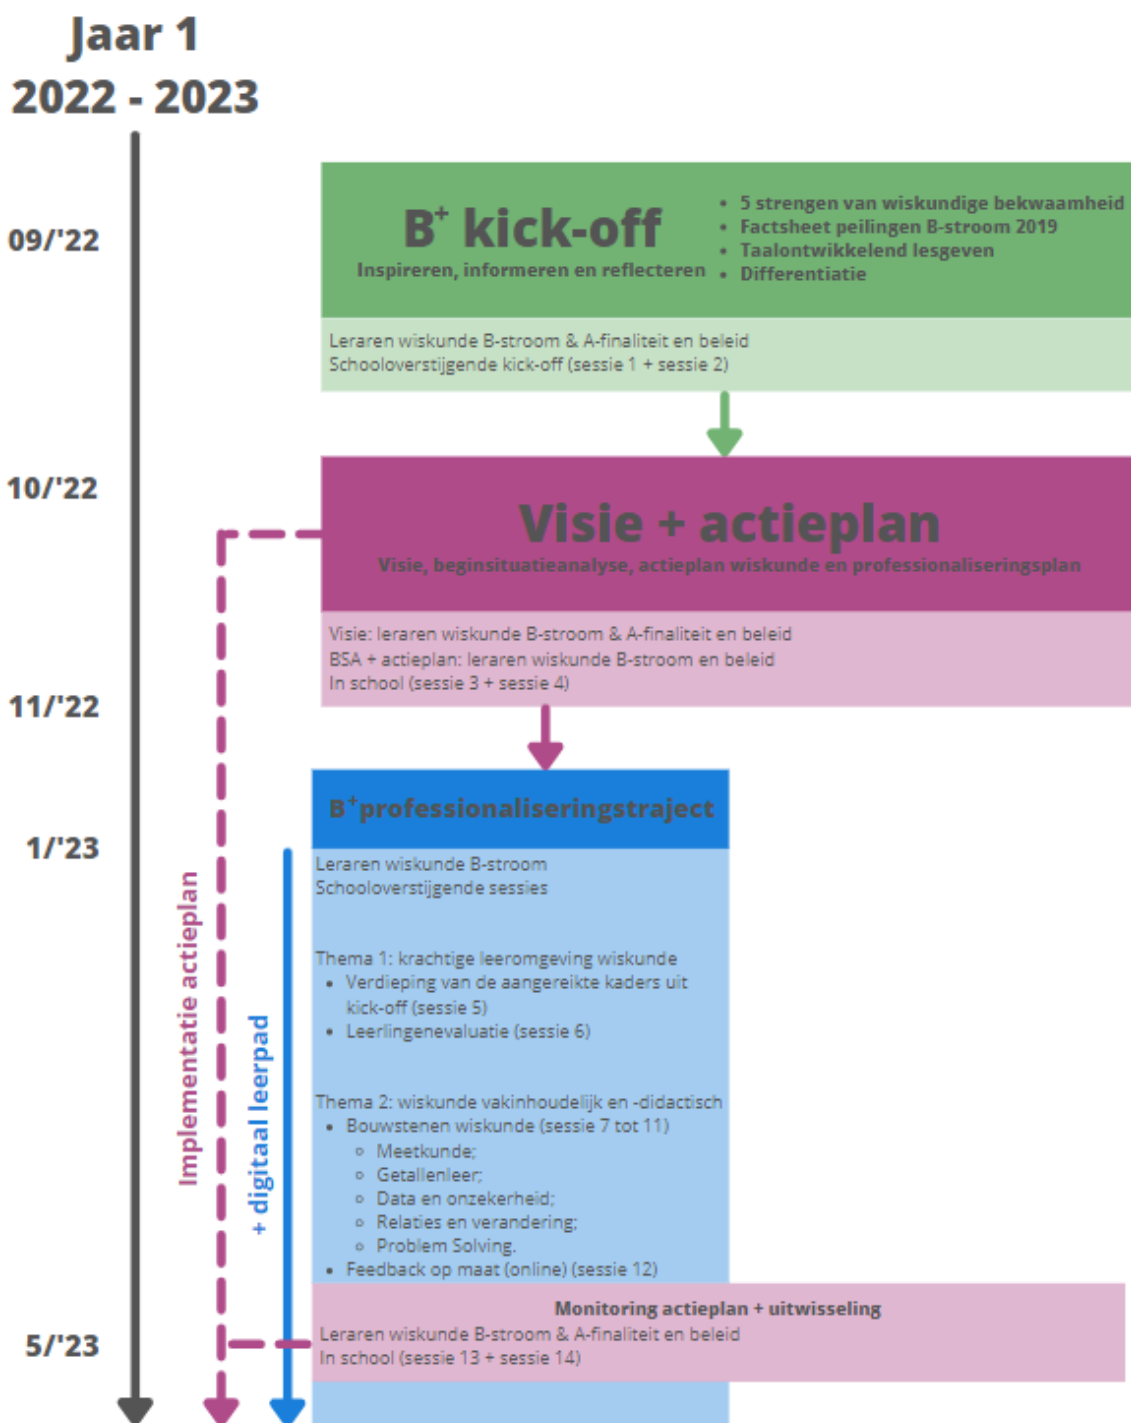 Jaar 1
2022 - 2023
09/'22
B+ kick-off
Inspireren, informeren en reflecteren
• 5 strengen van wiskundige bekwaamheid
• Factsheet peilingen B-stroom 2019
• Taalontwikkelend lesgeven
• Differentiatie
Leraren wiskunde B-stroom & A-finaliteit en beleid
Schooloverstijgende kick-off (sessie 1 + sessie 2)
10/'22
Visie + actieplan
Visie, beginsituatieanalyse, actieplan wiskunde en professionaliseringsplan
Visie: leraren wiskunde B-stroom & A-finaliteit en beleid
BSA + actieplan: leraren wiskunde B-stroom en beleid
In school (sessie 3 + sessie 4)
11/'22
B+professionaliseringstraject
1/'23
Leraren wiskunde B-stroom
Schooloverstijgende sessies
Implementatie actieplan
+ digitaal leerpad
Thema 1: krachtige leeromgeving wiskunde
• Verdieping van de aangereikte kaders uit
kick-off (sessie 5)
• Leerlingenevaluatie (sessie 6)
Thema 2: wiskunde vakinhoudelijk en -didactisch
• Bouwstenen wiskunde (sessie 7 tot 11)
◦ Meetkunde;
◦ Getallenleer;
◦ Data en onzekerheid;
◦ Relaties en verandering;
◦ Problem Solving.
• Feedback op maat (online) (sessie 12)
5/'23
Monitoring actieplan + uitwisseling
Leraren wiskunde B-stroom & A-finaliteit en beleid
In school (sessie 13 + sessie 14)